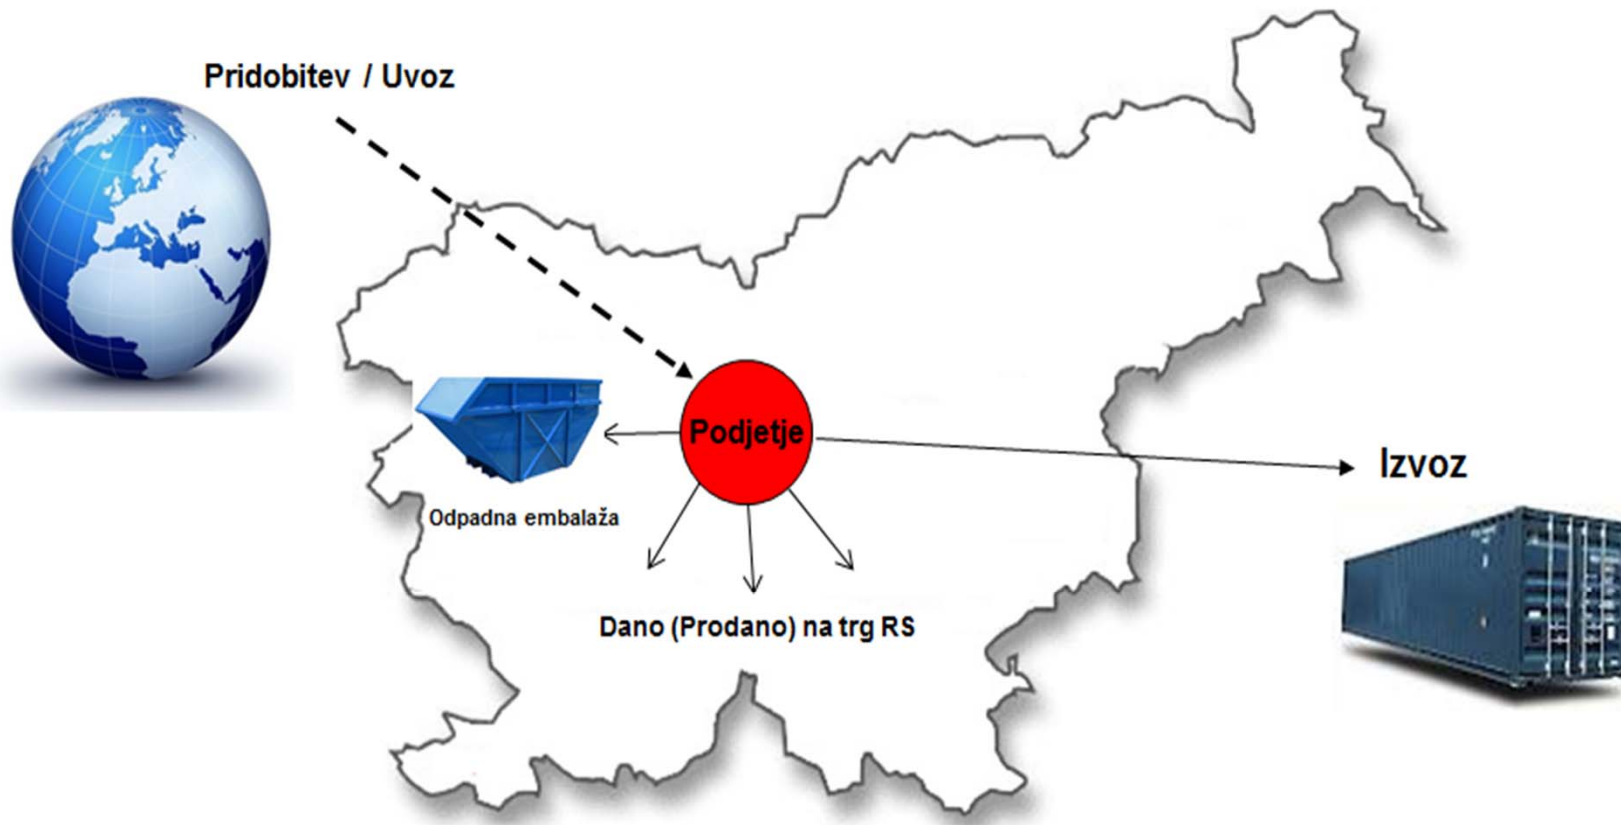 Pridobitev / Uvoz
Podjetje
Izvoz
Odpadna embalaža
Dano (Prodano) na trg RS